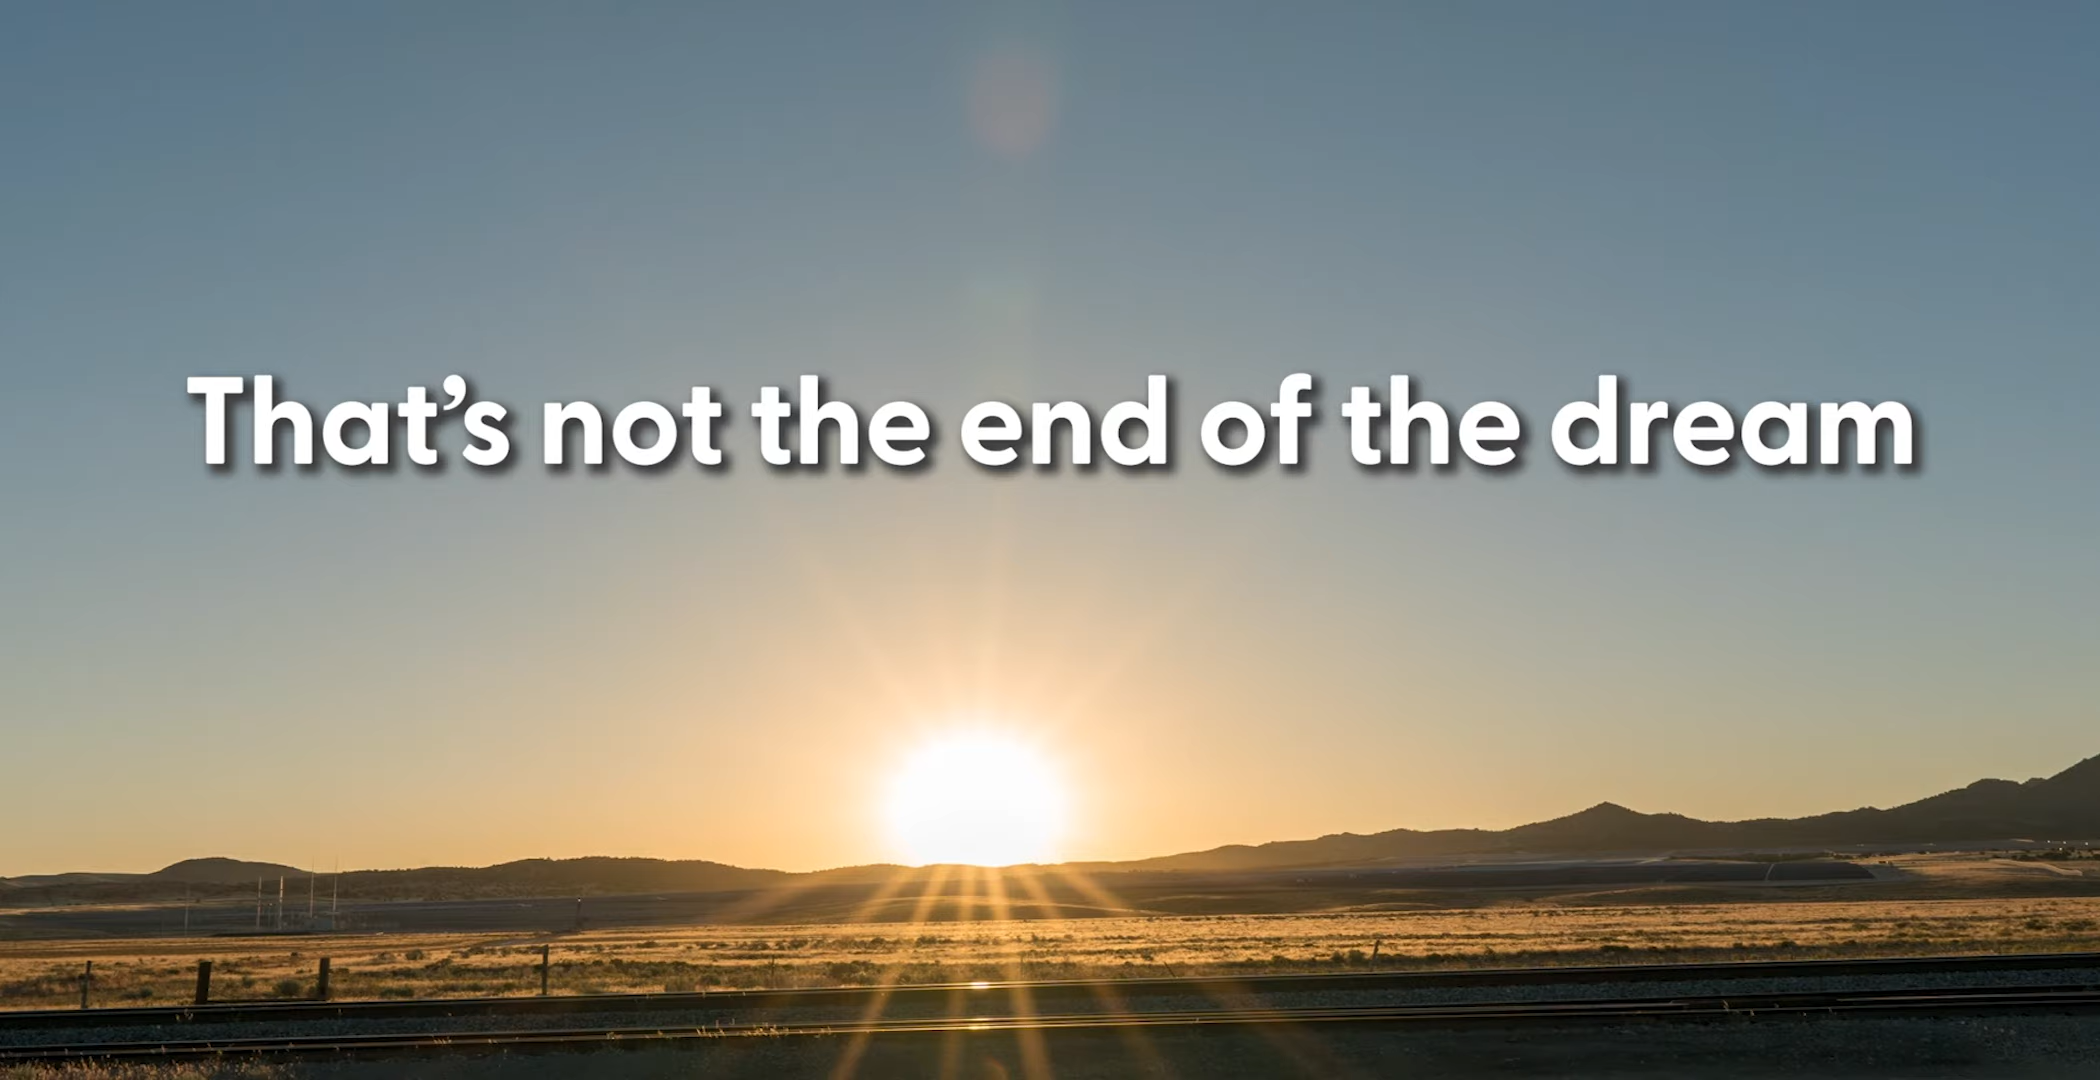 That’s not the end of the dream